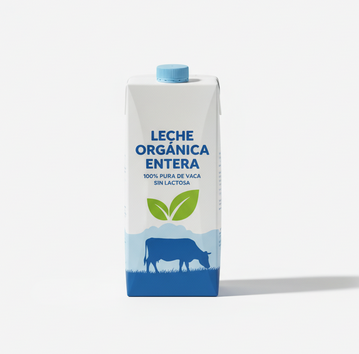 LECHE
ORGÁNICA
ENTERA
100% PURA DE VACA
SIN LACTOSA